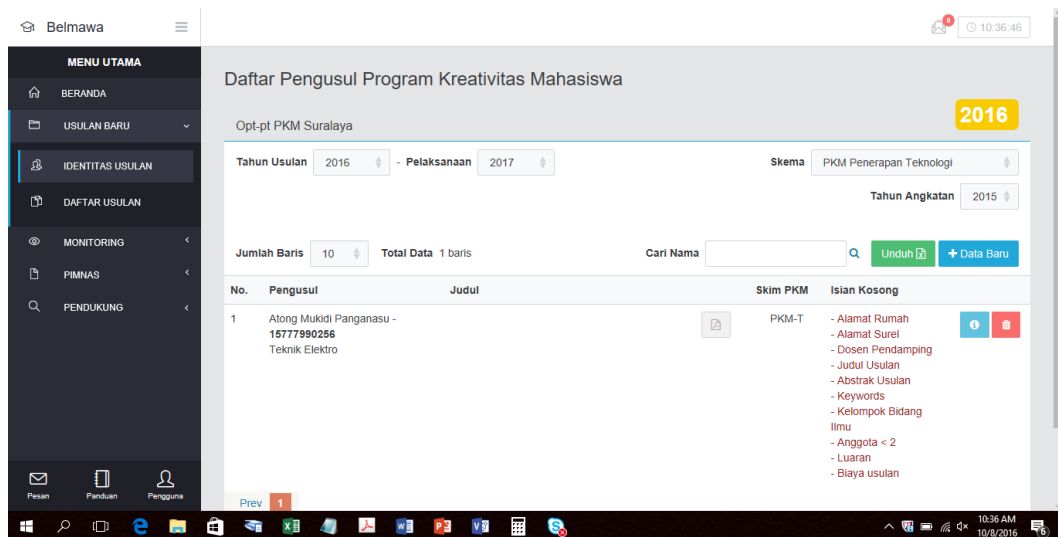 Belmawa
0
10:36:46
MENU UTAMA
BERANDA
USULAN BARU
IDENTITAS USULAN
DAFTAR USULAN
MONITORING
PIMNAS
PENDUKUNG
Pesan Panduan Pengguna
Daftar Pengusul Program Kreativitas Mahasiswa
2016
Opt-pt PKM Suralaya
Tahun Usulan 2016 - Pelaksanaan 2017 Skema PKM Penerapan Teknologi
Tahun Angkatan 2015
Jumlah Baris 10 Total Data 1 baris Cari Nama Unduh + Data Baru
No. Pengusul Judul Skim PKM Isian Kosong
1 Atong Mukidi Panganasu - PKM-T - Alamat Rumah
15777990256 - Alamat Surel
Teknik Elektro - Dosen Pendamping
- Judul Usulan
- Abstrak Usulan
- Keywords
- Kelompok Bidang
Ilmu
- Anggota < 2
- Luaran
- Biaya usulan
Prev 1
10:36 AM
10/8/2016